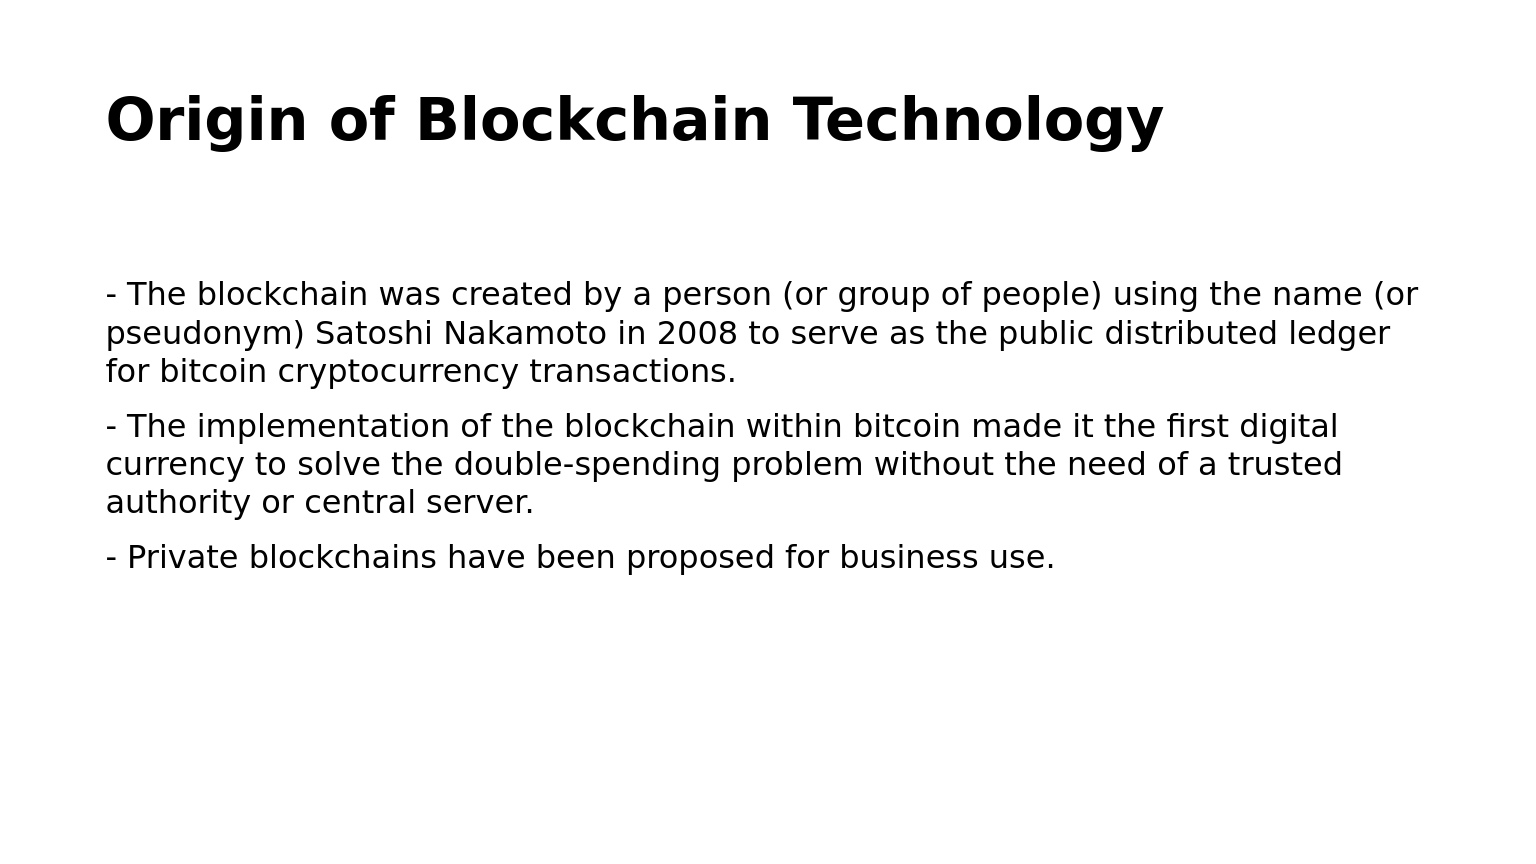 Origin of Blockchain Technology
- The blockchain was created by a person (or group of people) using the name (or
pseudonym) Satoshi Nakamoto in 2008 to serve as the public distributed ledger
for bitcoin cryptocurrency transactions.
- The implementation of the blockchain within bitcoin made it the first digital
currency to solve the double-spending problem without the need of a trusted
authority or central server.
- Private blockchains have been proposed for business use.